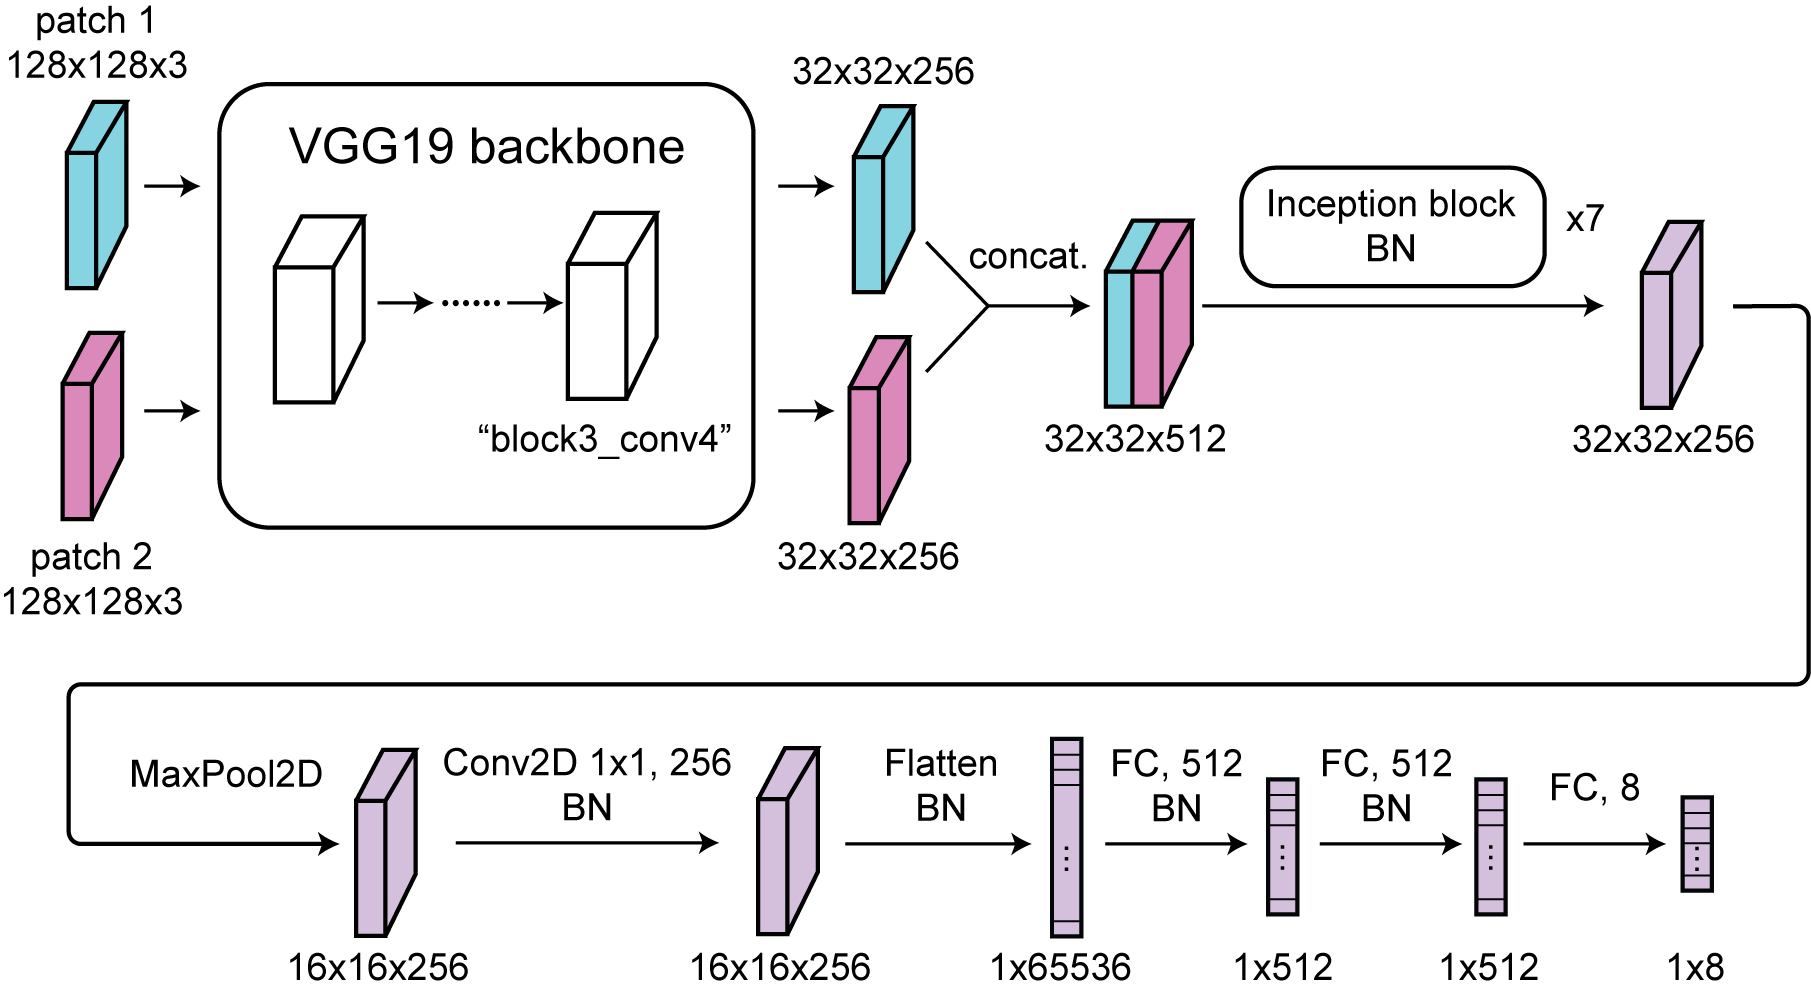 patch 1
128x128x3
VGG19 backbone
“block3_conv4”
patch 2
128x128x3
32x32x256
32x32x256
concat.
32x32x512
Inception block
BN
x7
32x32x256
MaxPool2D
16x16x256
Conv2D 1x1, 256
BN
16x16x256
Flatten
BN
1x65536
FC, 512
BN
1x512
FC, 512
BN
1x512
FC, 8
1x8